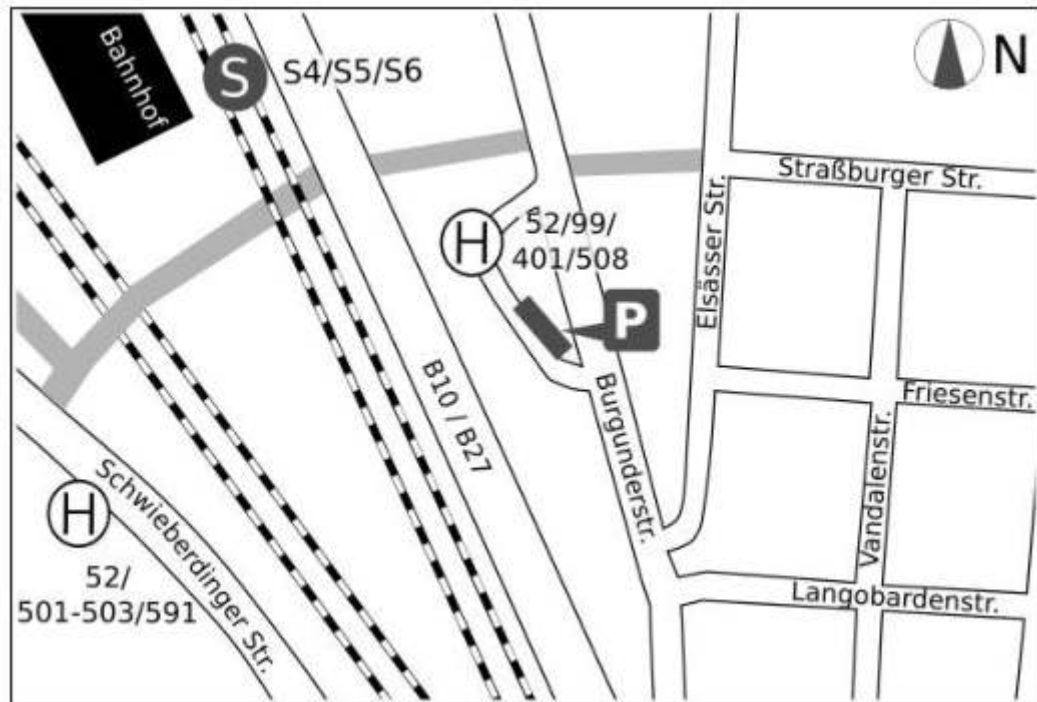 Bahnhof
S
S4/S5/S6
N
Straßburger Str.
H
52/99/
401/508
Elsässer Str.
P
B10 / B27
Burgunderstr.
Friesenstr.
Vandalenstr.
Schwieberdinger Str.
H
52/
501-503/591
Langobardenstr.